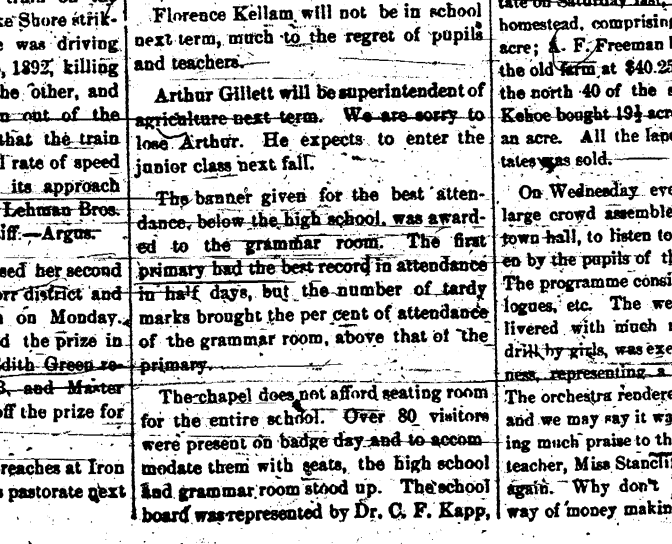 ke Shore strik-
e was driving
, 1892, killing
he other, and
n out of the
that the train
l rate of speed
its approach
Lehman Bros.
iff.—Argus.
sed her second
orr district and
n on Monday.
d the prize in
dith Green re-
B, and Master
off the prize for
reaches at Iron
s pastorate next
Florence Kellam will not be in school
next term, much to the regret of pupils
and teachers.
Arthur Gillett will be superintendent of
agriculture next term. We are sorry to
lose Arthur. He expects to enter the
junior class next fall.
The banner given for the best atten-
dance, below the high school, was award-
ed to the grammar room. The first
primary had the best record in attendance
in half days, but the number of tardy
marks brought the per cent of attendance
of the grammar room, above that of the
primary.
The chapel does not afford seating room
for the entire school. Over 80 visitors
were present on badge day and to accom
modate them with seats, the high school
and grammar room stood up. The school
board was represented by Dr. C. F. Kapp,
homestead, comprising
acre; A. F. Freeman
the old farm at $40.25
the north 40 of the s
Kehoe bought 19½ acr
an acre. All the land
tates was sold.
On Wednesday eve
large crowd assemble
town hall, to listen to
en by the pupils of th
The programme consi
logues, etc. The we
livered with much
drill by girls, was exe
ness, representing a
The orchestra rendere
and we may say it wa
ing much praise to th
teacher, Miss Stancli
again. Why don't
way of money makin